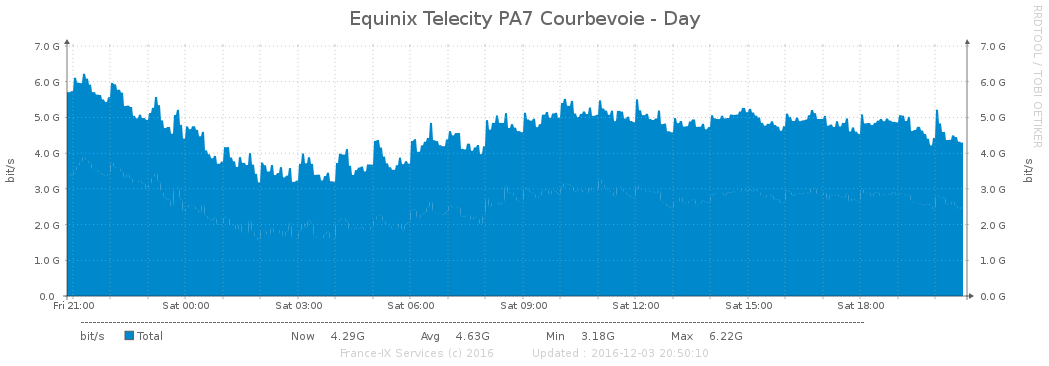 Equinix Telecity PA7 Courbevoie - Day
RRDTOOL / TOBI OETIKER
bit/s
7.0 G
6.0 G
5.0 G
4.0 G
3.0 G
2.0 G
1.0 G
0.0
7.0 G
6.0 G
5.0 G
4.0 G
3.0 G
2.0 G
1.0 G
0.0 G
bit/s
Fri 21:00 Sat 00:00 Sat 03:00 Sat 06:00 Sat 09:00 Sat 12:00 Sat 15:00 Sat 18:00
bit/s Total Now 4.29G Avg 4.63G Min 3.18G Max 6.22G
France-IX Services (c) 2016 Updated : 2016-12-03 20:50:10